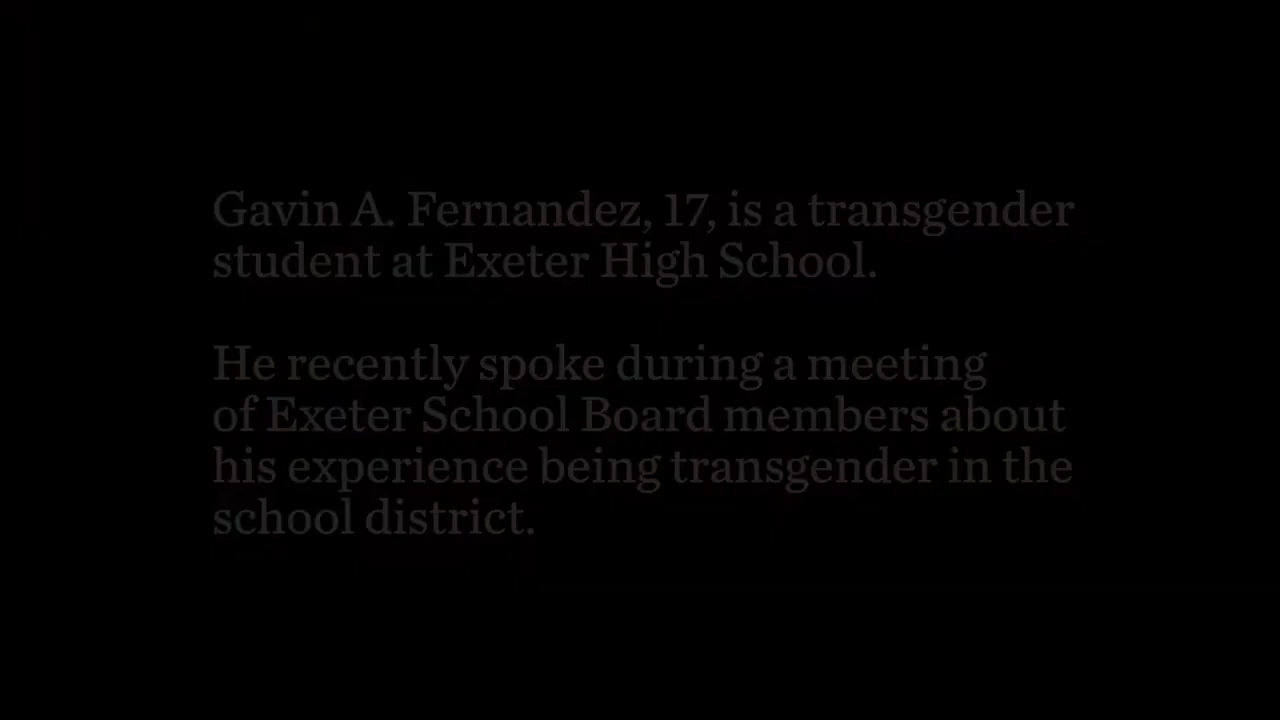 Gavin A. Fernandez, 17, is a transgender
student at Exeter High School.
He recently spoke during a meeting
of Exeter School Board members about
his experience being transgender in the
school district.